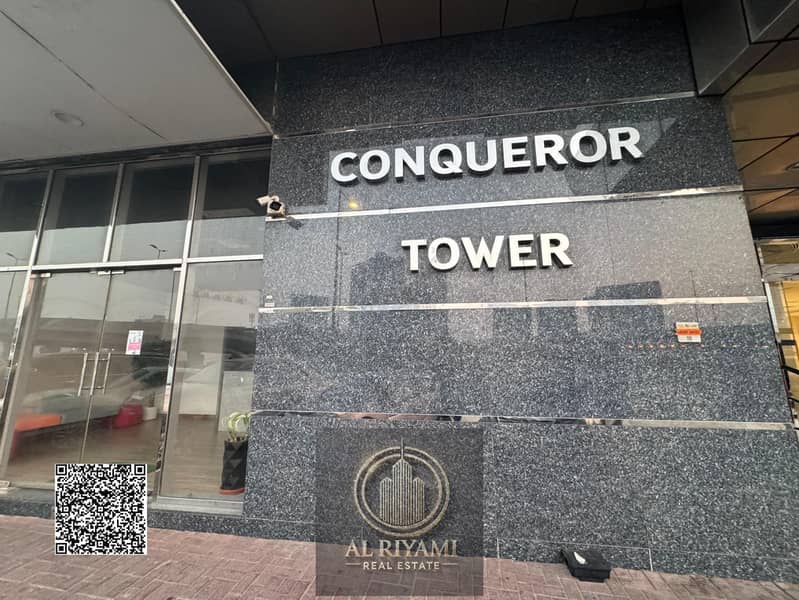 CONQUEROR
TOWER
AL RIYAMI
REAL ESTATE